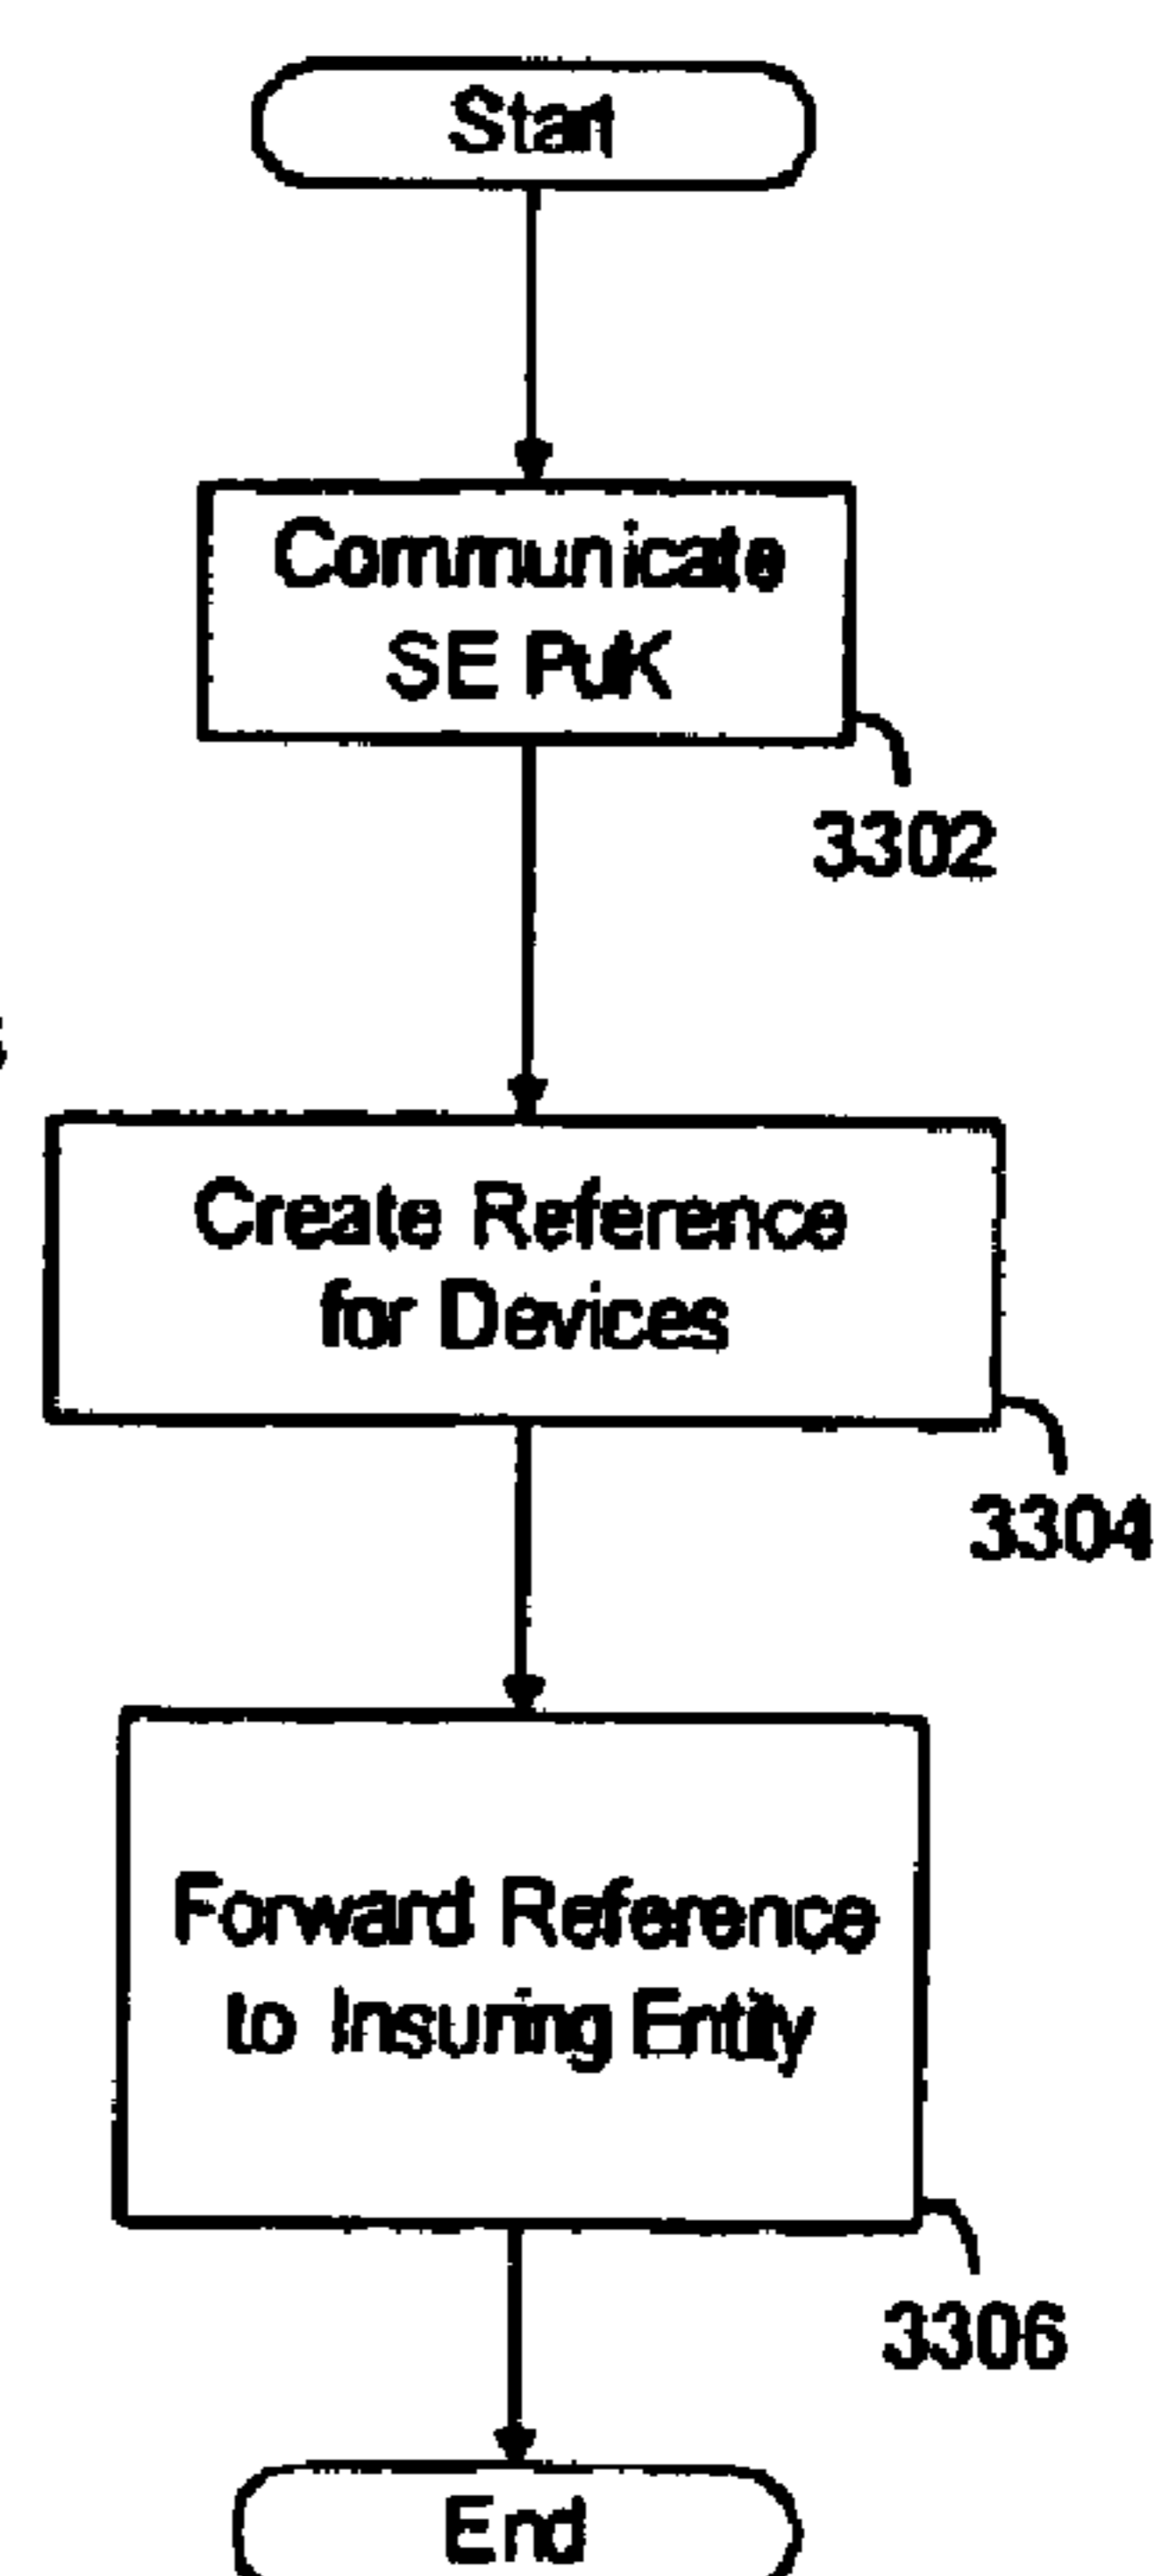 Start
Communicate
SE PuK
3302
Create Reference
for Devices
3304
Forward Reference
to Insuring Entity
3306
End